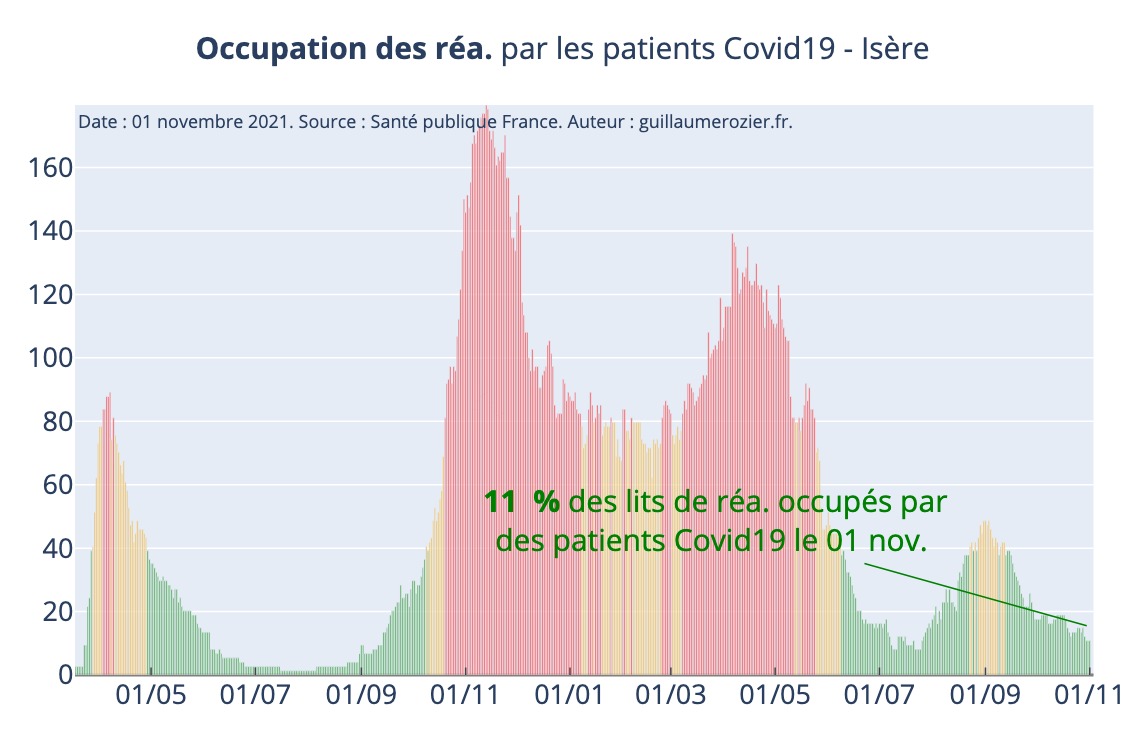 Occupation des réa. par les patients Covid19 - Isère
Date : 01 novembre 2021. Source : Santé publique France. Auteur : guillaumerozier.fr.
160
140
120
100
80
60
11 % des lits de réa. occupés par
des patients Covid19 le 01 nov.
40
20
0
01/05 01/07 01/09 01/11 01/01 01/03 01/05 01/07 01/09 01/11